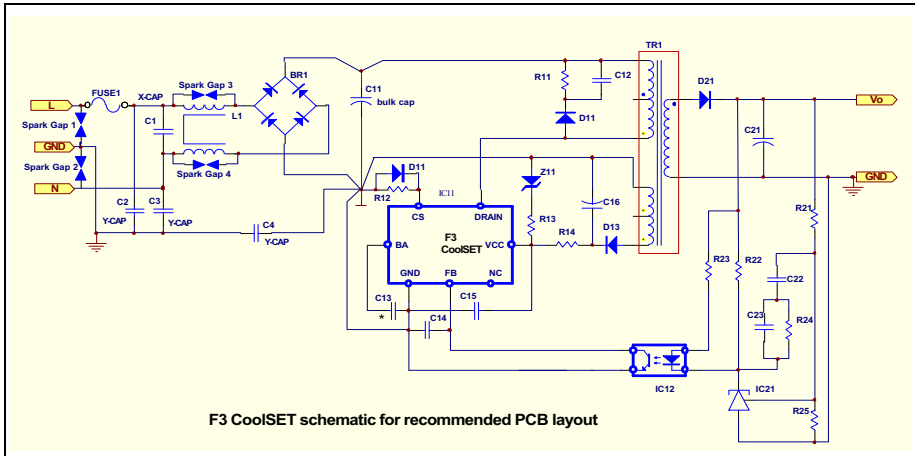 TR1
BR1
Spark Gap 3
FUSE1
X-CAP
L
L1
C1
Spark Gap 1
GND
Spark Gap 2
N
Spark Gap 4
C2
Y-CAP
C3
Y-CAP
C4
Y-CAP
C11
bulk cap
R11
C12
D11
D21
Vo
C21
GND
D11
R12
IC11
CS
DRAIN
F3
CoolSET
BA
VCC
GND
FB
NC
Z11
R13
C16
R14
D13
C13
*
C14
C15
R23
R22
R21
C22
C23
R24
IC12
IC21
R25
F3 CoolSET schematic for recommended PCB layout